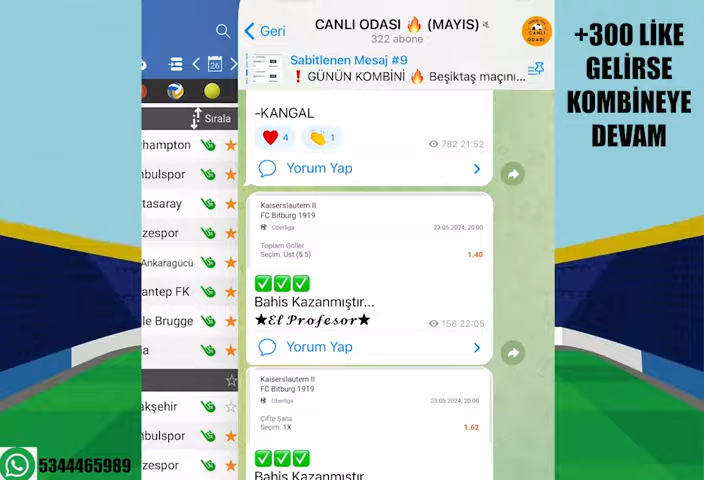 +300 LİKE
GELİRSE
KOMBİNEYE
DEVAM
5344465989
26
Sırala
hampton
nbulspor
tasaray
zespor
Ankaragücü
antep FK
le Brugge
a
akşehir
nbulspor
zespor
Geri
CANLI ODASI 🔥 (MAYIS)
322 abone
CANLI
ODASI
Sabitlenen Mesaj #9
❗ GÜNÜN KOMBİNİ 🔥 Beşiktaş maçını...
-KANGAL
❤️ 4 👏 1
782 21:52
Yorum Yap
Kaiserslautern II
FC Bitburg 1919
Oberliga 23.05.2024, 20:00
Toplam Goller
Seçim: Üst (5.5) 1.40
✅✅✅
Bahis Kazanmıştır...
★𝓔𝓵 𝓟𝓻𝓸𝓯𝓮𝓼𝓸𝓻★
158 22:05
Yorum Yap
Kaiserslautern II
FC Bitburg 1919
Oberliga 23.05.2024, 20:00
Çifte Şans
Seçim: 1X 1.62
✅✅✅
Bahis Kazanmıştır